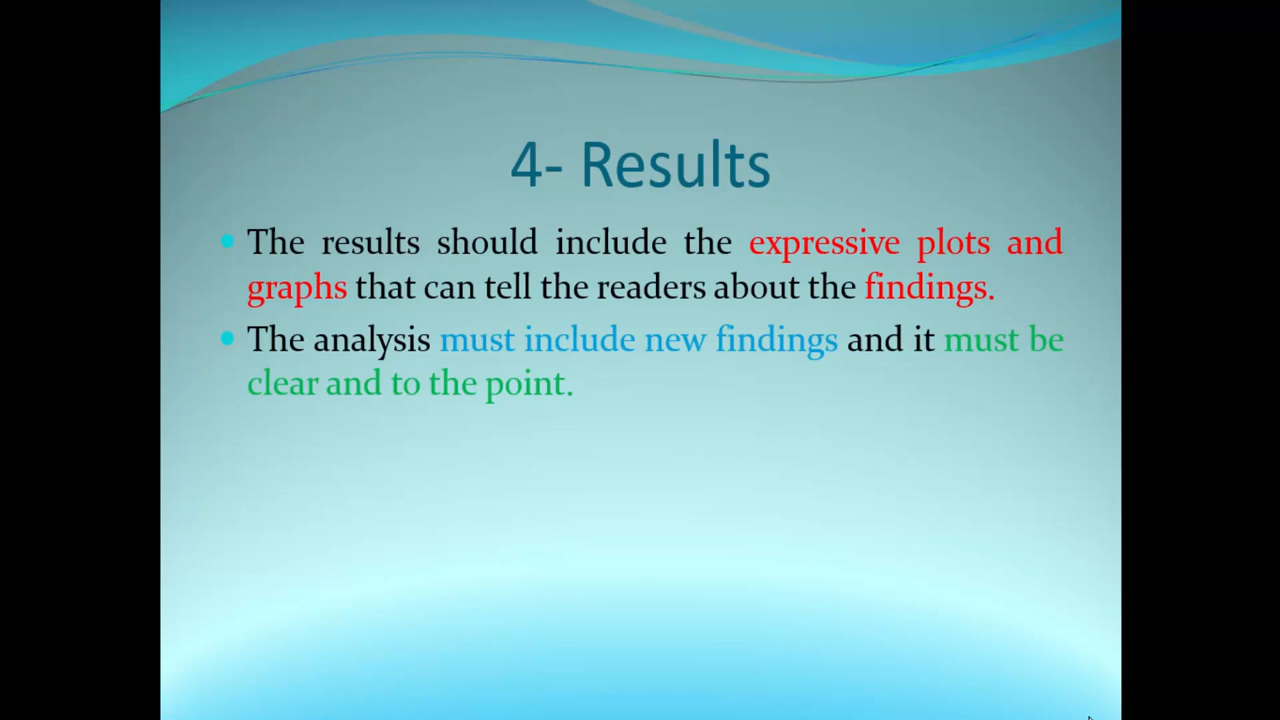 4- Results
The results should include the expressive plots and
graphs that can tell the readers about the findings.
The analysis must include new findings and it must be
clear and to the point.